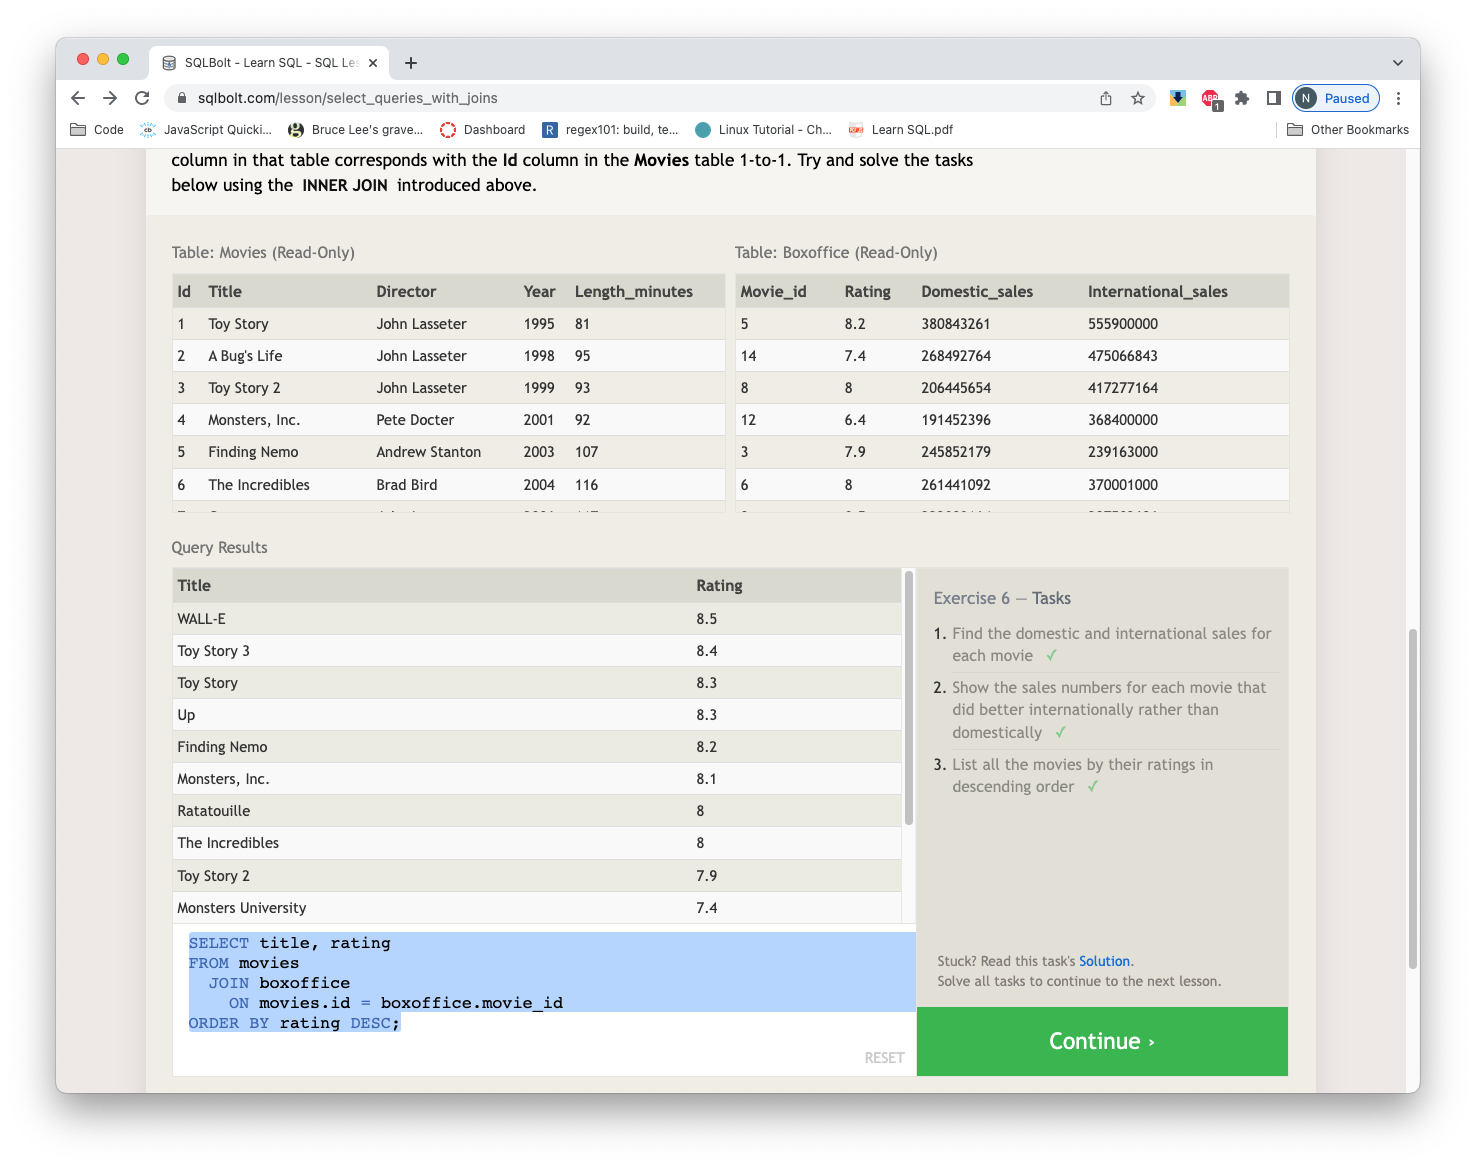 SQLBolt - Learn SQL - SQL Les
sqlbolt.com/lesson/select_queries_with_joins
ABP
1
N
Paused
Code
JavaScript Quicki...
Bruce Lee's grave...
Dashboard
R
regex101: build, te...
Linux Tutorial - Ch...
Learn SQL.pdf
Other Bookmarks
column in that table corresponds with the Id column in the Movies table 1-to-1. Try and solve the tasks
below using the INNER JOIN introduced above.
Table: Movies (Read-Only)
Id Title Director Year Length_minutes
1 Toy Story John Lasseter 1995 81
2 A Bug's Life John Lasseter 1998 95
3 Toy Story 2 John Lasseter 1999 93
4 Monsters, Inc. Pete Docter 2001 92
5 Finding Nemo Andrew Stanton 2003 107
6 The Incredibles Brad Bird 2004 116
Table: Boxoffice (Read-Only)
Movie_id Rating Domestic_sales International_sales
5 8.2 380843261 555900000
14 7.4 268492764 475066843
8 8 206445654 417277164
12 6.4 191452396 368400000
3 7.9 245852179 239163000
6 8 261441092 370001000
Query Results
Title Rating
WALL-E 8.5
Toy Story 3 8.4
Toy Story 8.3
Up 8.3
Finding Nemo 8.2
Monsters, Inc. 8.1
Ratatouille 8
The Incredibles 8
Toy Story 2 7.9
Monsters University 7.4
SELECT title, rating
FROM movies
JOIN boxoffice
ON movies.id = boxoffice.movie_id
ORDER BY rating DESC;
RESET
Exercise 6 — Tasks
1. Find the domestic and international sales for
each movie ✓
2. Show the sales numbers for each movie that
did better internationally rather than
domestically ✓
3. List all the movies by their ratings in
descending order ✓
Stuck? Read this task's Solution.
Solve all tasks to continue to the next lesson.
Continue ›